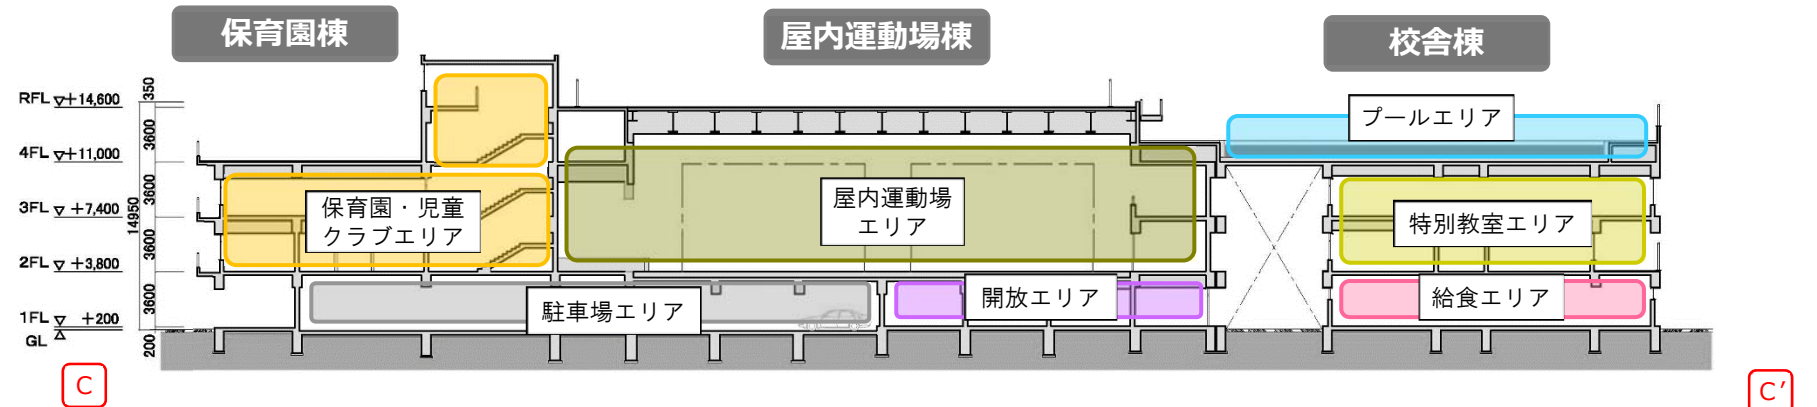 保育園棟
屋内運動場棟
校舎棟
RFL ▽+14,600
350
3600
4FL ▽+11,000
3600
3FL ▽ +7,400
14950
3600
2FL ▽ +3,800
3600
1FL ▽ +200
GL △
200
プールエリア
保育園・児童
クラブエリア
屋内運動場
エリア
特別教室エリア
駐車場エリア
開放エリア
給食エリア
C
C′